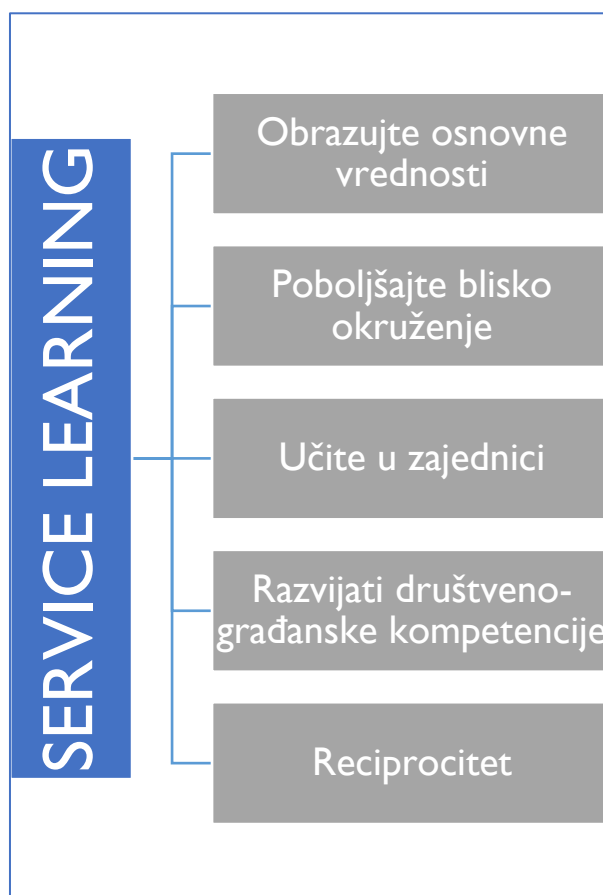 SERVICE LEARNING
Obrazujte osnovne
vrednosti
Poboljšajte blisko
okruženje
Učite u zajednici
Razvijati društveno-
građanske kompetencije
Reciprocitet